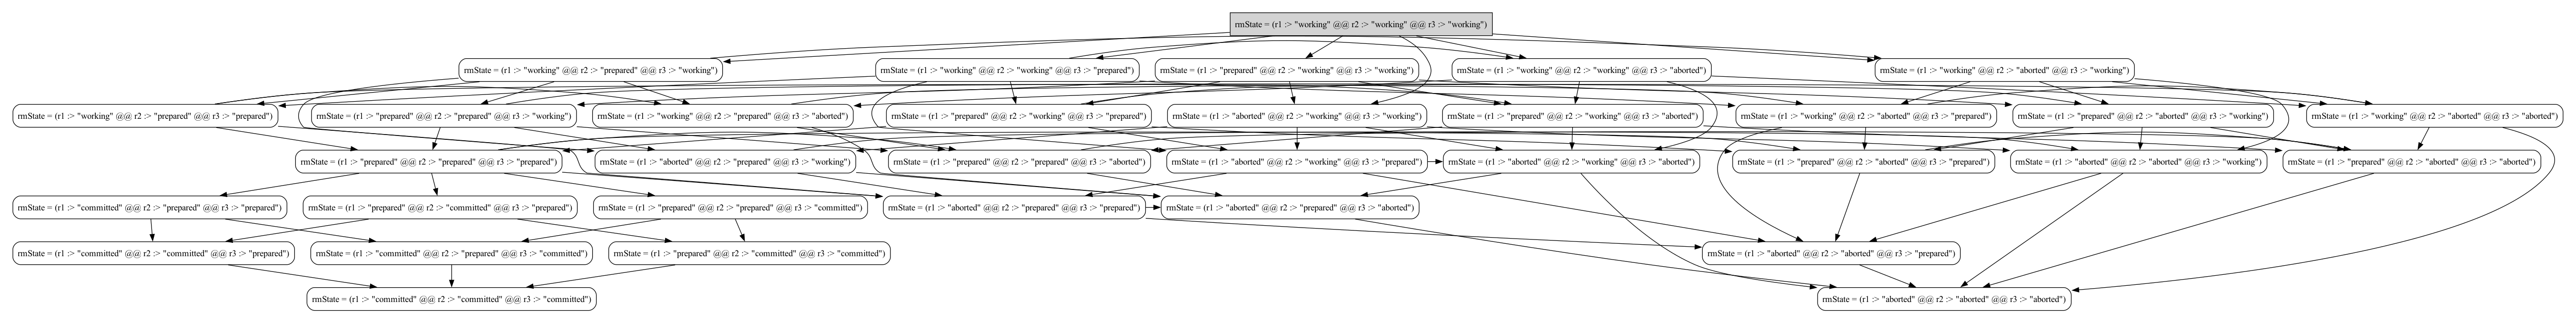 rmState = (r1 :> "working" @@ r2 :> "working" @@ r3 :> "working")
rmState = (r1 :> "working" @@ r2 :> "prepared" @@ r3 :> "working")
rmState = (r1 :> "working" @@ r2 :> "working" @@ r3 :> "prepared")
rmState = (r1 :> "prepared" @@ r2 :> "working" @@ r3 :> "working")
rmState = (r1 :> "working" @@ r2 :> "working" @@ r3 :> "aborted")
rmState = (r1 :> "working" @@ r2 :> "aborted" @@ r3 :> "working")
rmState = (r1 :> "working" @@ r2 :> "prepared" @@ r3 :> "prepared")
rmState = (r1 :> "prepared" @@ r2 :> "prepared" @@ r3 :> "working")
rmState = (r1 :> "working" @@ r2 :> "prepared" @@ r3 :> "aborted")
rmState = (r1 :> "prepared" @@ r2 :> "working" @@ r3 :> "prepared")
rmState = (r1 :> "aborted" @@ r2 :> "working" @@ r3 :> "working")
rmState = (r1 :> "prepared" @@ r2 :> "working" @@ r3 :> "aborted")
rmState = (r1 :> "working" @@ r2 :> "aborted" @@ r3 :> "prepared")
rmState = (r1 :> "prepared" @@ r2 :> "aborted" @@ r3 :> "working")
rmState = (r1 :> "working" @@ r2 :> "aborted" @@ r3 :> "aborted")
rmState = (r1 :> "prepared" @@ r2 :> "prepared" @@ r3 :> "prepared")
rmState = (r1 :> "aborted" @@ r2 :> "prepared" @@ r3 :> "working")
rmState = (r1 :> "prepared" @@ r2 :> "prepared" @@ r3 :> "aborted")
rmState = (r1 :> "aborted" @@ r2 :> "working" @@ r3 :> "prepared")
rmState = (r1 :> "aborted" @@ r2 :> "working" @@ r3 :> "aborted")
rmState = (r1 :> "prepared" @@ r2 :> "aborted" @@ r3 :> "prepared")
rmState = (r1 :> "aborted" @@ r2 :> "aborted" @@ r3 :> "working")
rmState = (r1 :> "prepared" @@ r2 :> "aborted" @@ r3 :> "aborted")
rmState = (r1 :> "committed" @@ r2 :> "prepared" @@ r3 :> "prepared")
rmState = (r1 :> "prepared" @@ r2 :> "committed" @@ r3 :> "prepared")
rmState = (r1 :> "prepared" @@ r2 :> "prepared" @@ r3 :> "committed")
rmState = (r1 :> "aborted" @@ r2 :> "prepared" @@ r3 :> "prepared")
rmState = (r1 :> "aborted" @@ r2 :> "prepared" @@ r3 :> "aborted")
rmState = (r1 :> "committed" @@ r2 :> "committed" @@ r3 :> "prepared")
rmState = (r1 :> "committed" @@ r2 :> "prepared" @@ r3 :> "committed")
rmState = (r1 :> "prepared" @@ r2 :> "committed" @@ r3 :> "committed")
rmState = (r1 :> "aborted" @@ r2 :> "aborted" @@ r3 :> "prepared")
rmState = (r1 :> "committed" @@ r2 :> "committed" @@ r3 :> "committed")
rmState = (r1 :> "aborted" @@ r2 :> "aborted" @@ r3 :> "aborted")